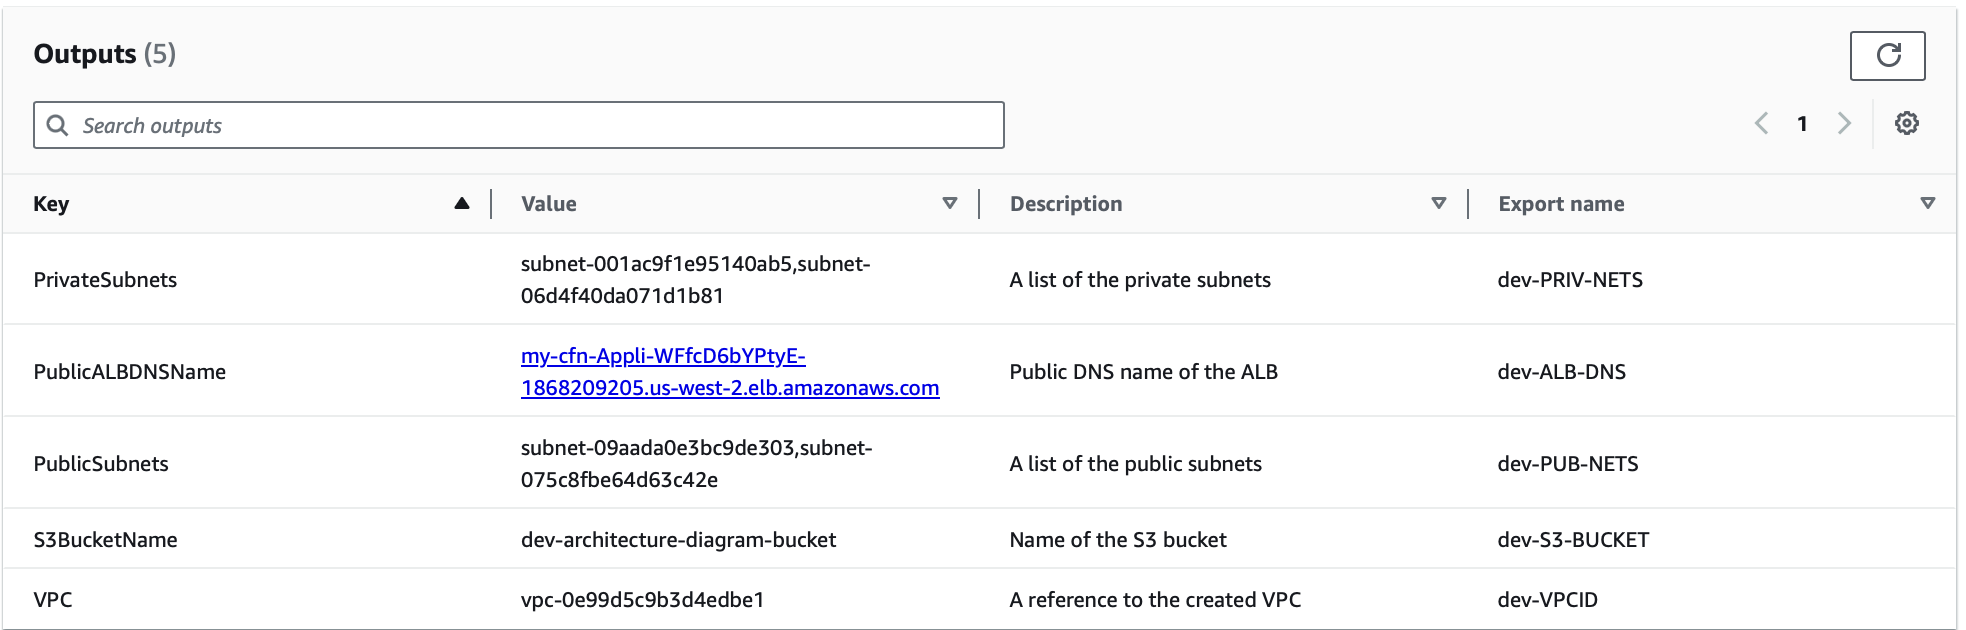 Outputs (5)
Search outputs
1
Key Value Description Export name
PrivateSubnets subnet-001ac9f1e95140ab5,subnet-
06d4f40da071d1b81 A list of the private subnets dev-PRIV-NETS
PublicALBDNSName my-cfn-Appli-WFfcD6bYPtyE-
1868209205.us-west-2.elb.amazonaws.com Public DNS name of the ALB dev-ALB-DNS
PublicSubnets subnet-09aada0e3bc9de303,subnet-
075c8fbe64d63c42e A list of the public subnets dev-PUB-NETS
S3BucketName dev-architecture-diagram-bucket Name of the S3 bucket dev-S3-BUCKET
VPC vpc-0e99d5c9b3d4edbe1 A reference to the created VPC dev-VPCID